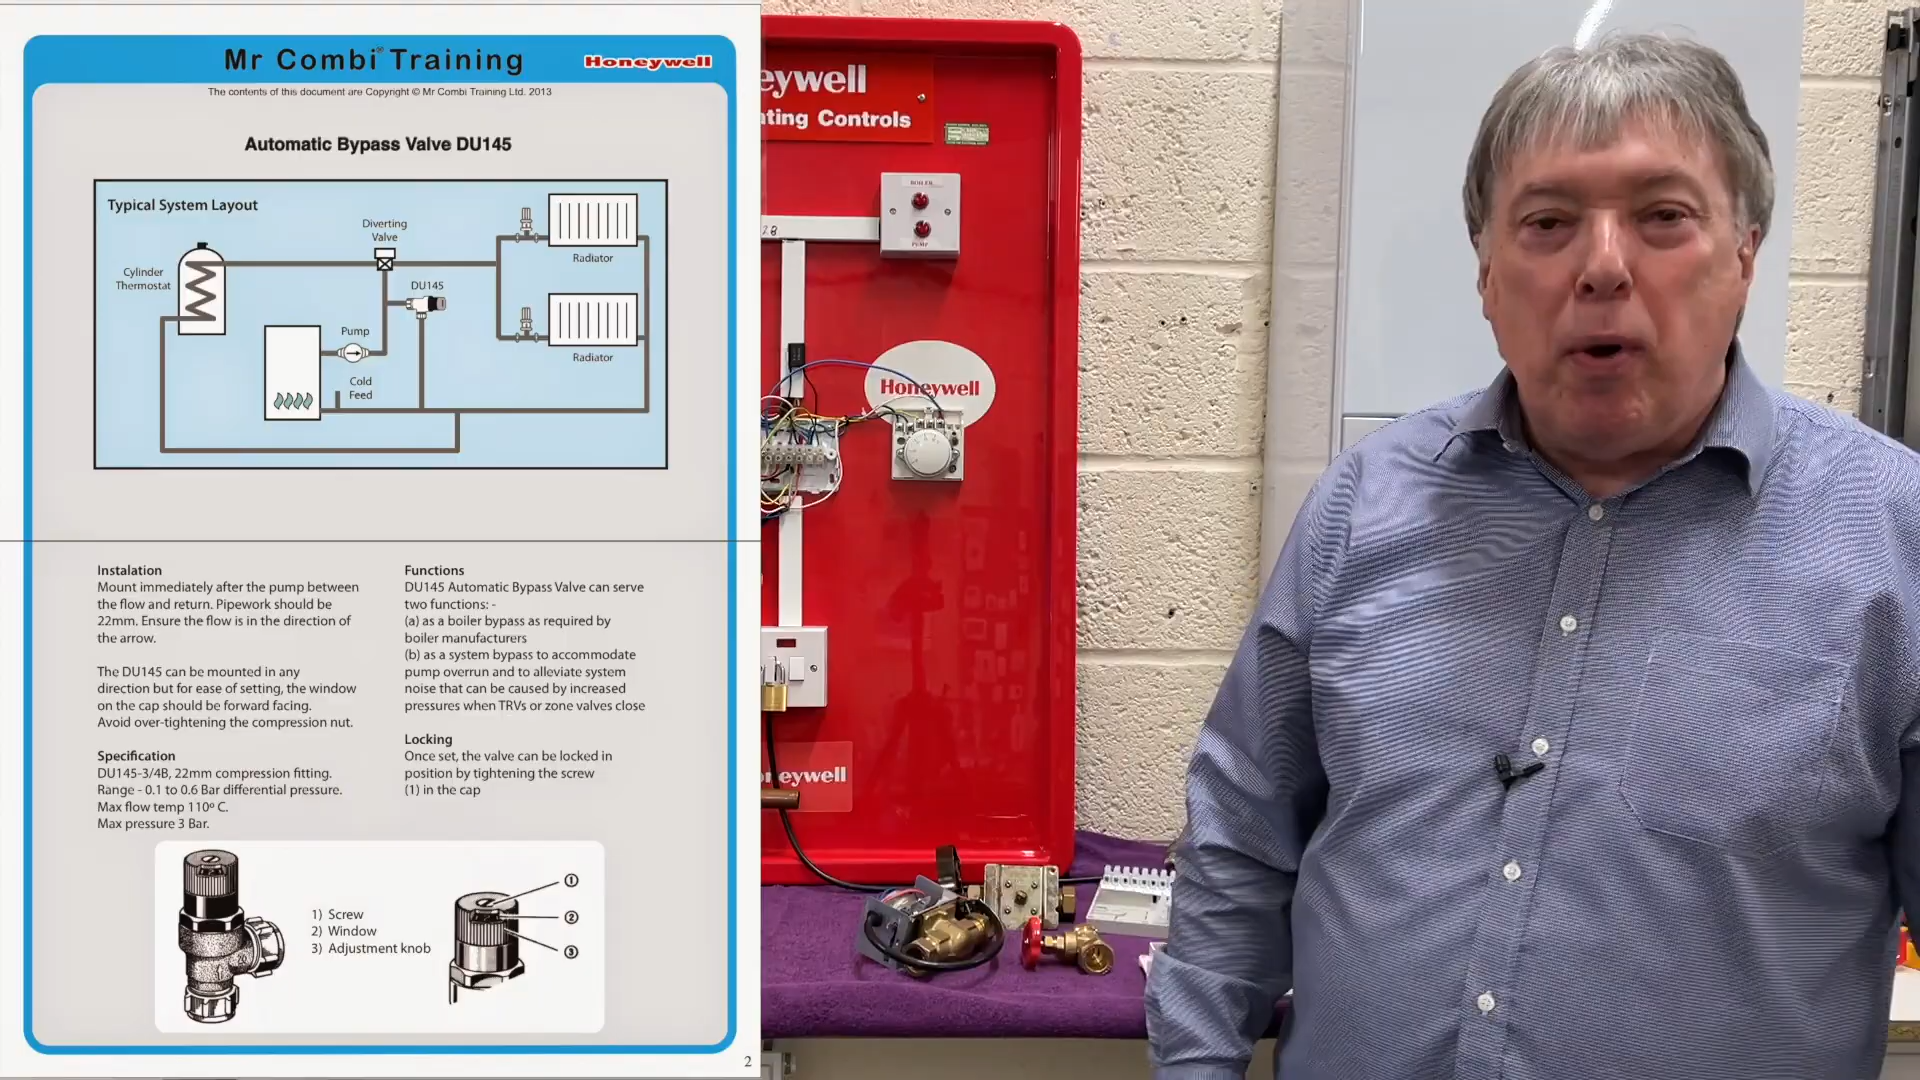 Mr Combi® Training
Honeywell
The contents of this document are Copyright © Mr Combi Training Ltd. 2013
Automatic Bypass Valve DU145
Typical System Layout
Diverting
Valve
Cylinder
Thermostat
DU145
Radiator
Pump
Cold
Feed
Radiator
Instalation
Mount immediately after the pump between
the flow and return. Pipework should be
22mm. Ensure the flow is in the direction of
the arrow.
The DU145 can be mounted in any
direction but for ease of setting, the window
on the cap should be forward facing.
Avoid over-tightening the compression nut.
Specification
DU145-3/4B, 22mm compression fitting.
Range - 0.1 to 0.6 Bar differential pressure.
Max flow temp 110º C.
Max pressure 3 Bar.
Functions
DU145 Automatic Bypass Valve can serve
two functions: -
(a) as a boiler bypass as required by
boiler manufacturers
(b) as a system bypass to accommodate
pump overrun and to alleviate system
noise that can be caused by increased
pressures when TRVs or zone valves close
Locking
Once set, the valve can be locked in
position by tightening the screw
(1) in the cap
1) Screw
2) Window
3) Adjustment knob
1
2
3
2
eywell
ting Controls
BOILER
PUMP
28
Honeywell
neywell